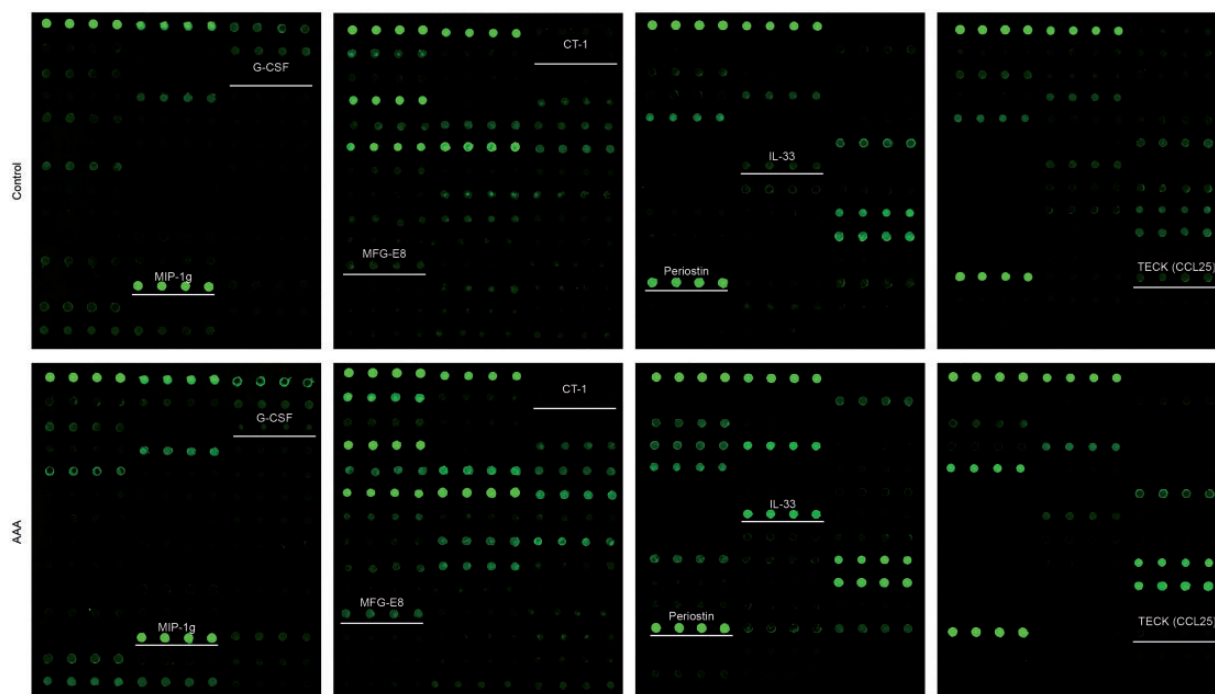 Control
G-CSF
MIP-1g
CT-1
MFG-E8
IL-33
Periostin
TECK (CCL25)
AAA
G-CSF
MIP-1g
CT-1
MFG-E8
IL-33
Periostin
TECK (CCL25)